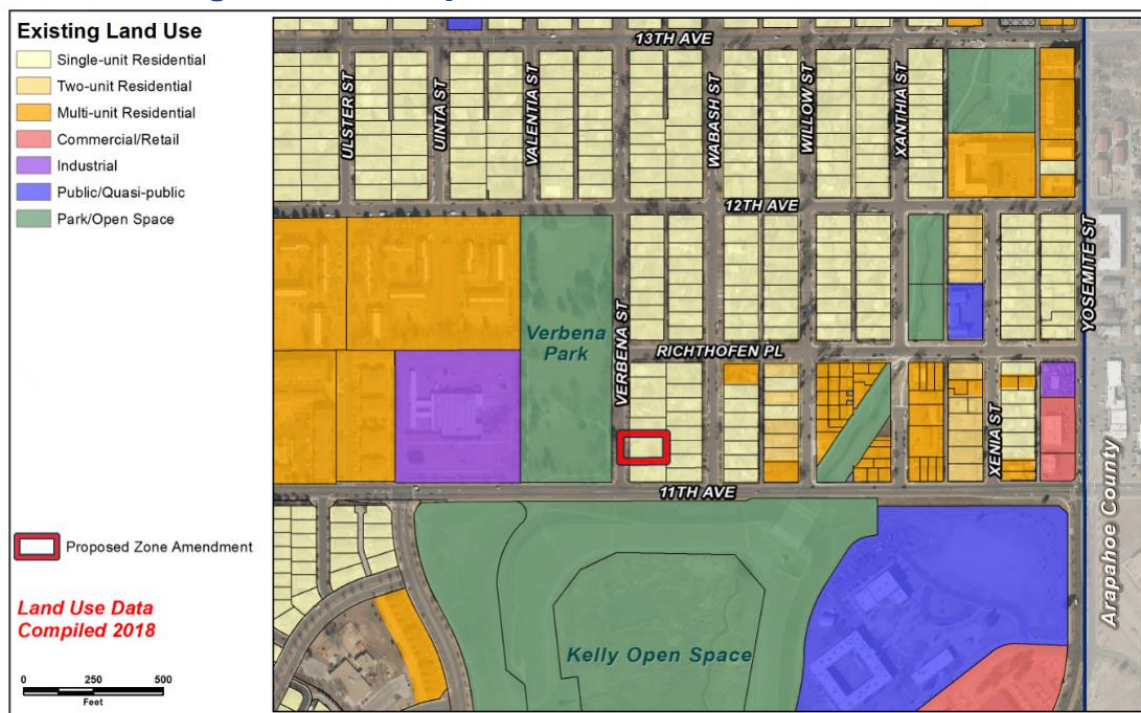 Existing Land Use
Single-unit Residential
Two-unit Residential
Multi-unit Residential
Commercial/Retail
Industrial
Public/Quasi-public
Park/Open Space
Proposed Zone Amendment
Land Use Data
Compiled 2018
0 250 500
Feet
13TH AVE
ULSTER ST
UINTA ST
VALENTIA ST
WABASH ST
WILLOW ST
XANTHIA ST
12TH AVE
YOSEMITE ST
Verbena
Park
VERBENA ST
RICHTHOFEN PL
XENIA ST
11TH AVE
Arapahoe County
Kelly Open Space